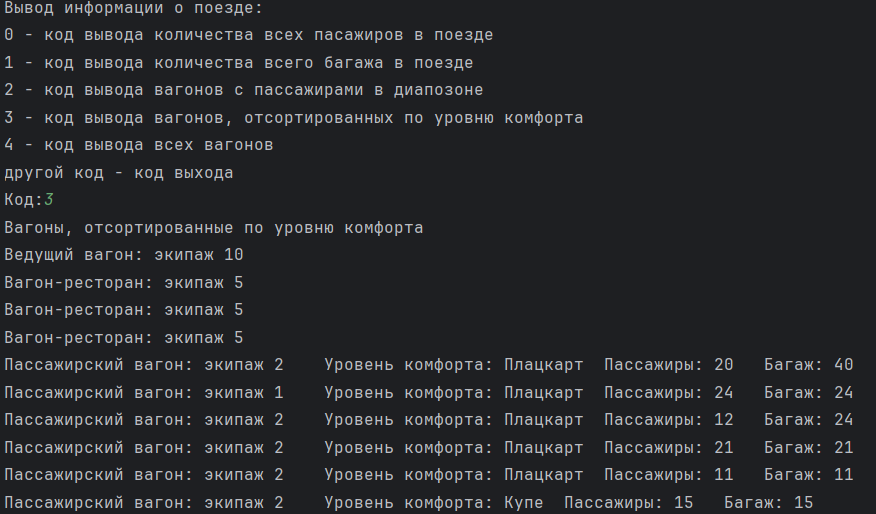 Вывод информации о поезде:
0 - код вывода количества всех пасажиров в поезде
1 - код вывода количества всего багажа в поезде
2 - код вывода вагонов с пассажирами в диапозоне
3 - код вывода вагонов, отсортированных по уровню комфорта
4 - код вывода всех вагонов
другой код - код выхода
Код:3
Вагоны, отсортированные по уровню комфорта
Ведущий вагон: экипаж 10
Вагон-ресторан: экипаж 5
Вагон-ресторан: экипаж 5
Вагон-ресторан: экипаж 5
Пассажирский вагон: экипаж 2    Уровень комфорта: Плацкарт  Пассажиры: 20   Багаж: 40
Пассажирский вагон: экипаж 1    Уровень комфорта: Плацкарт  Пассажиры: 24   Багаж: 24
Пассажирский вагон: экипаж 2    Уровень комфорта: Плацкарт  Пассажиры: 12   Багаж: 24
Пассажирский вагон: экипаж 2    Уровень комфорта: Плацкарт  Пассажиры: 21   Багаж: 21
Пассажирский вагон: экипаж 2    Уровень комфорта: Плацкарт  Пассажиры: 11   Багаж: 11
Пассажирский вагон: экипаж 2    Уровень комфорта: Купе  Пассажиры: 15   Багаж: 15